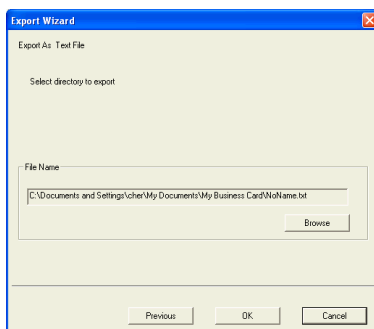 Export Wizard
Export As Text File
Select directory to export
File Name
C:\Documents and Settings\cher\My Documents\My Business Card\NoName.txt
Browse
Previous
OK
Cancel